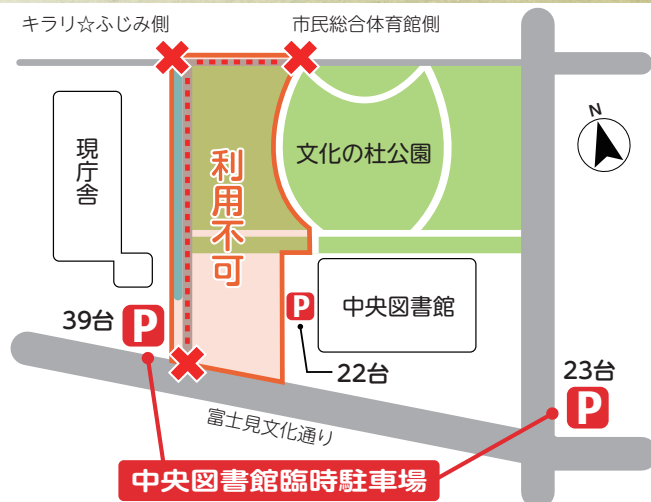 キラリ☆ふじみ側
市民総合体育館側
N
現庁舎
利用不可
文化の杜公園
中央図書館
39台 P
P
22台
23台
P
富士見文化通り
中央図書館臨時駐車場